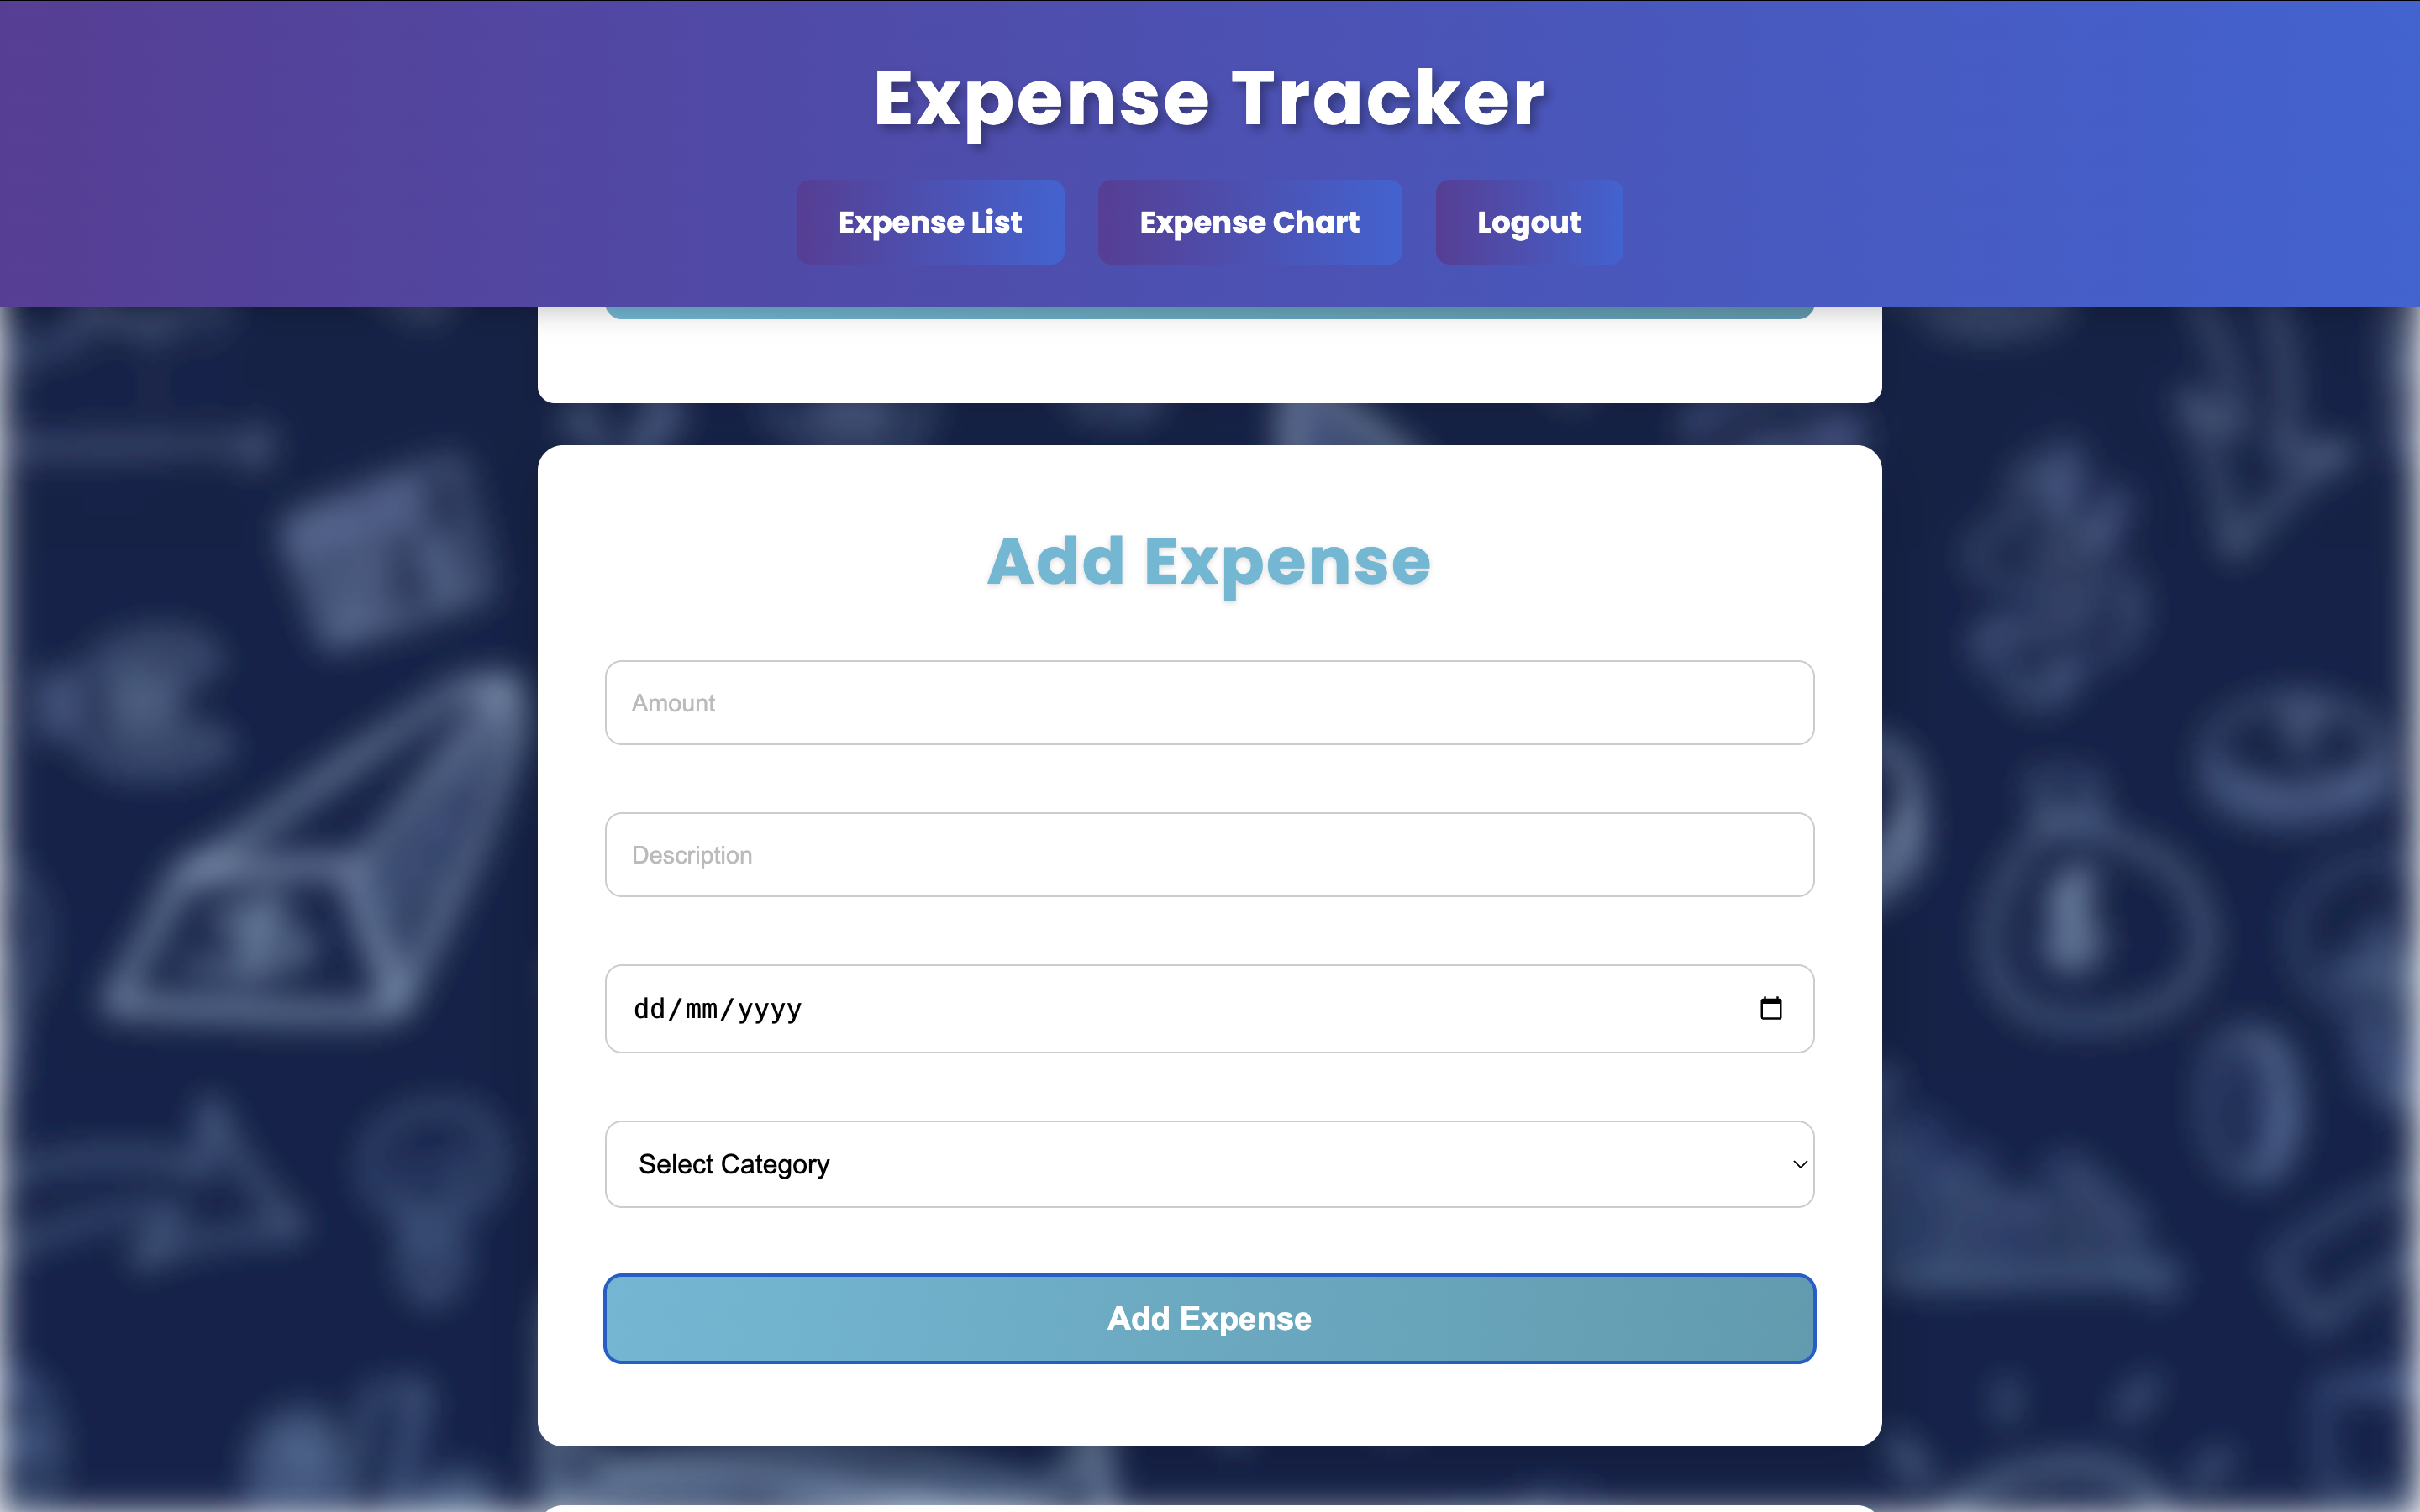 Expense Tracker
Expense List
Expense Chart
Logout
Add Expense
Amount
Description
dd/mm/yyyy
Select Category
Add Expense